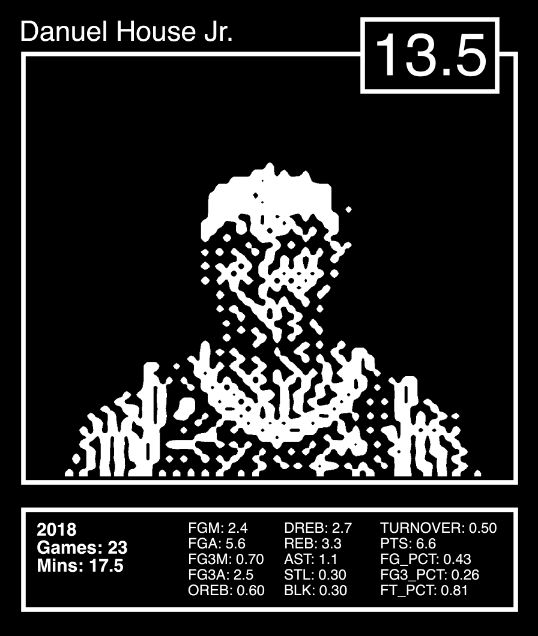 Danuel House Jr.
13.5
2018
Games: 23
Mins: 17.5
FGM: 2.4
FGA: 5.6
FG3M: 0.70
FG3A: 2.5
OREB: 0.60
DREB: 2.7
REB: 3.3
AST: 1.1
STL: 0.30
BLK: 0.30
TURNOVER: 0.50
PTS: 6.6
FG_PCT: 0.43
FG3_PCT: 0.26
FT_PCT: 0.81